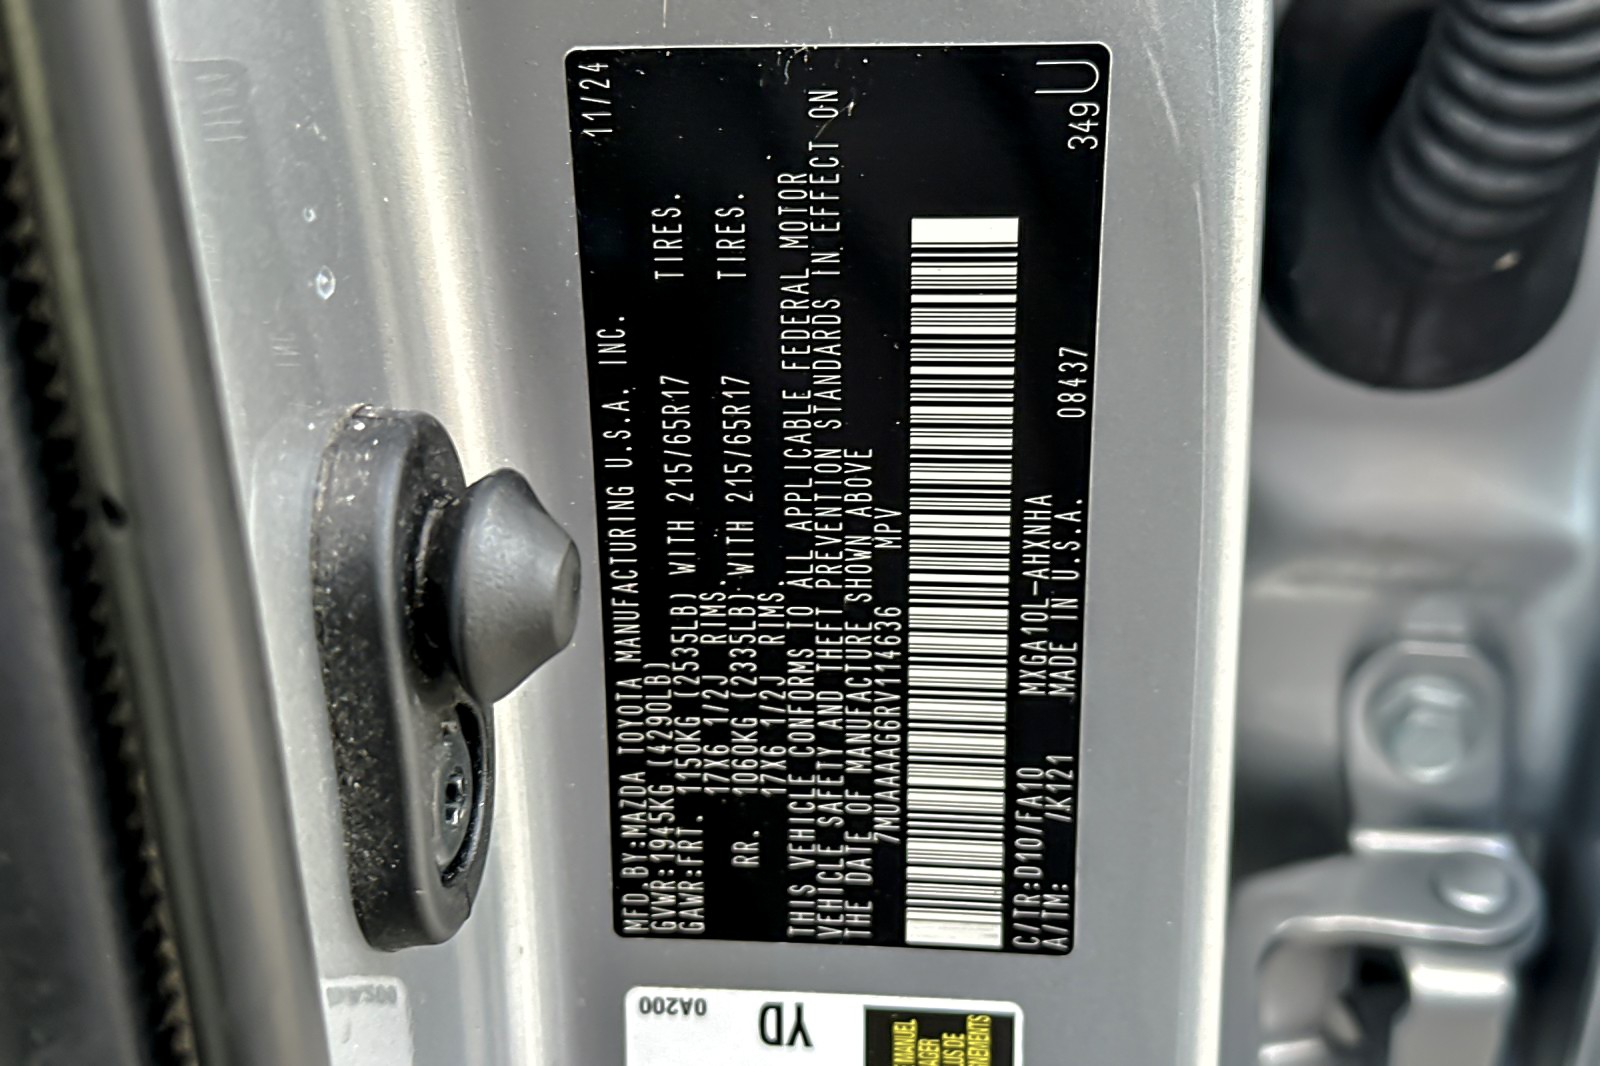 MFD BY:MAZDA TOYOTA MANUFACTURING U.S.A. INC. 11/24
GVWR:1945KG (4290LB)
GAWR:FRT. 1150KG (2535LB) WITH 215/65R17 TIRES.
17X6 1/2J RIMS.
RR. 1060KG (2335LB) WITH 215/65R17 TIRES.
17X6 1/2J RIMS.
THIS VEHICLE CONFORMS TO ALL APPLICABLE FEDERAL MOTOR
VEHICLE SAFETY AND THEFT PREVENTION STANDARDS IN EFFECT ON
THE DATE OF MANUFACTURE SHOWN ABOVE
7MUAAAAG6RV114636 MPV
C/TR:D10/FA10 MXGA10L-AHXNHA
A/TM: /K121 MADE IN U.S.A. 08437 349 U
0A200
YD
MANUEL